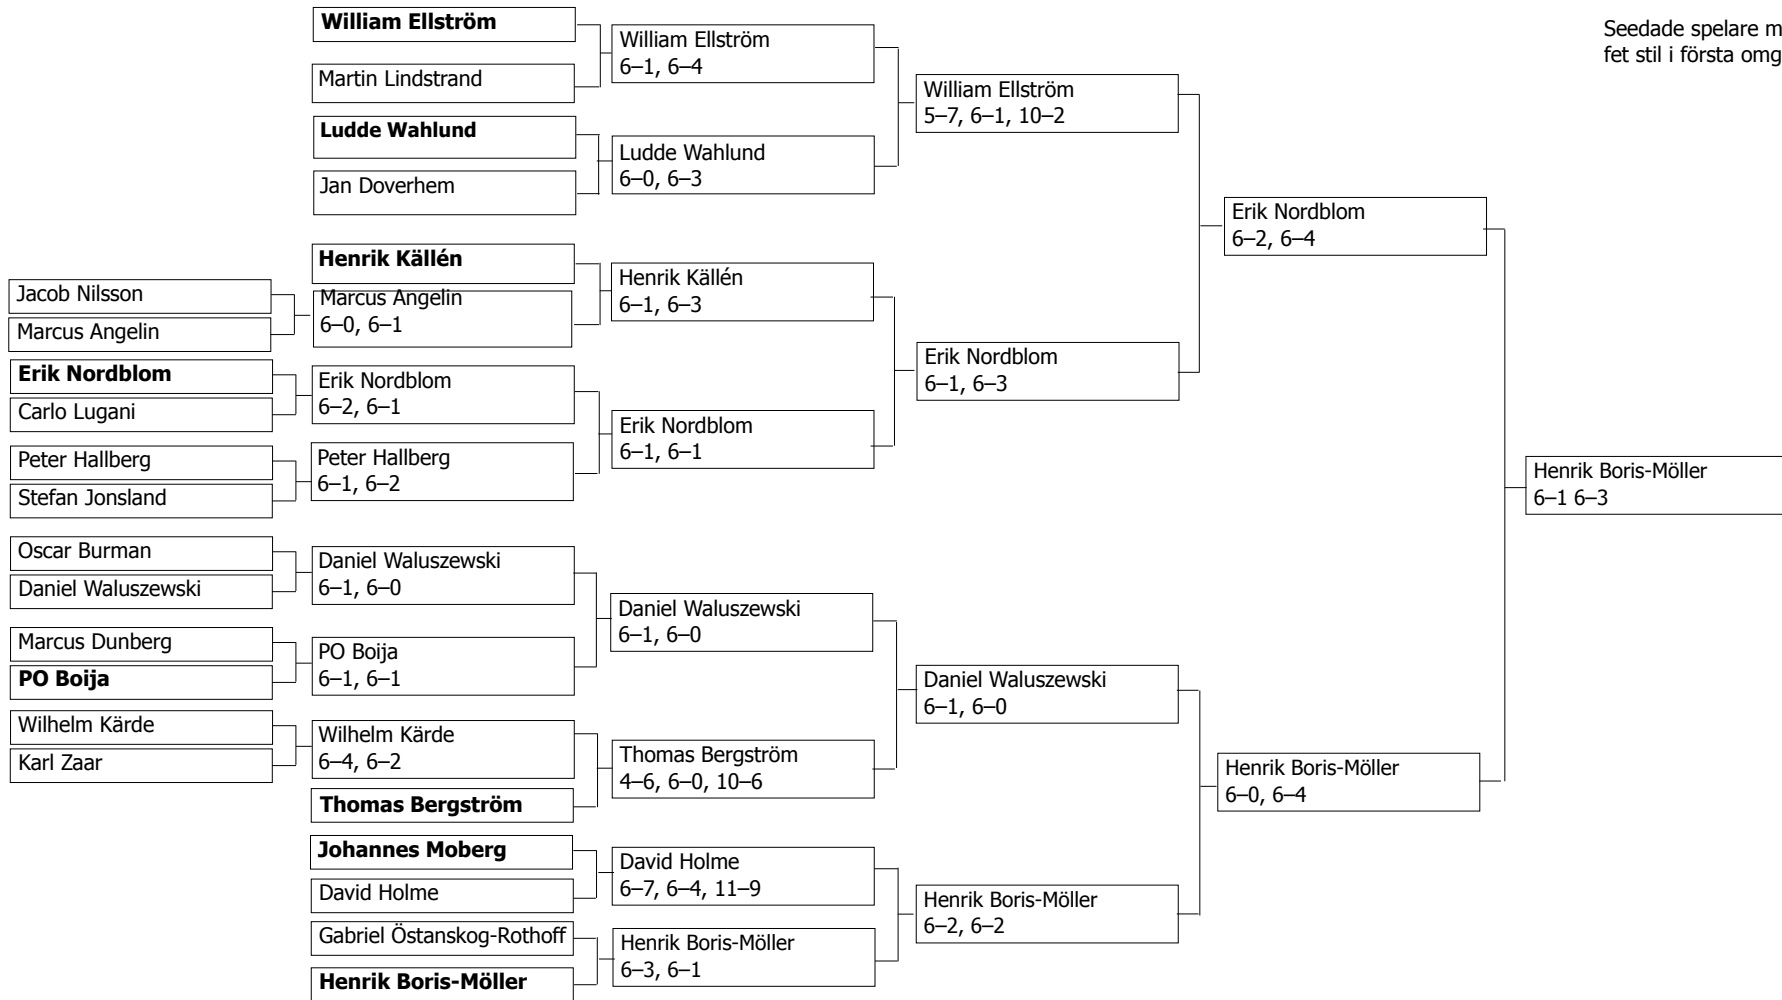 Seedade spelare m
fet stil i första omg
Jacob Nilsson
Marcus Angelin
Erik Nordblom
Carlo Lugani
Peter Hallberg
Stefan Jonsland
Oscar Burman
Daniel Waluszewski
Marcus Dunberg
PO Boija
Wilhelm Kärde
Karl Zaar
William Ellström
Martin Lindstrand
Ludde Wahlund
Jan Doverhem
Henrik Källén
Marcus Angelin
6–0, 6–1
Erik Nordblom
6–2, 6–1
Peter Hallberg
6–1, 6–2
Daniel Waluszewski
6–1, 6–0
PO Boija
6–1, 6–1
Wilhelm Kärde
6–4, 6–2
Thomas Bergström
Johannes Moberg
David Holme
Gabriel Östanskog-Rothoff
Henrik Boris-Möller
William Ellström
6–1, 6–4
Ludde Wahlund
6–0, 6–3
Henrik Källén
6–1, 6–3
Erik Nordblom
6–1, 6–1
Daniel Waluszewski
6–1, 6–0
Thomas Bergström
4–6, 6–0, 10–6
David Holme
6–7, 6–4, 11–9
Henrik Boris-Möller
6–3, 6–1
William Ellström
5–7, 6–1, 10–2
Erik Nordblom
6–1, 6–3
Daniel Waluszewski
6–1, 6–0
Henrik Boris-Möller
6–2, 6–2
Erik Nordblom
6–2, 6–4
Henrik Boris-Möller
6–0, 6–4
Henrik Boris-Möller
6–1 6–3